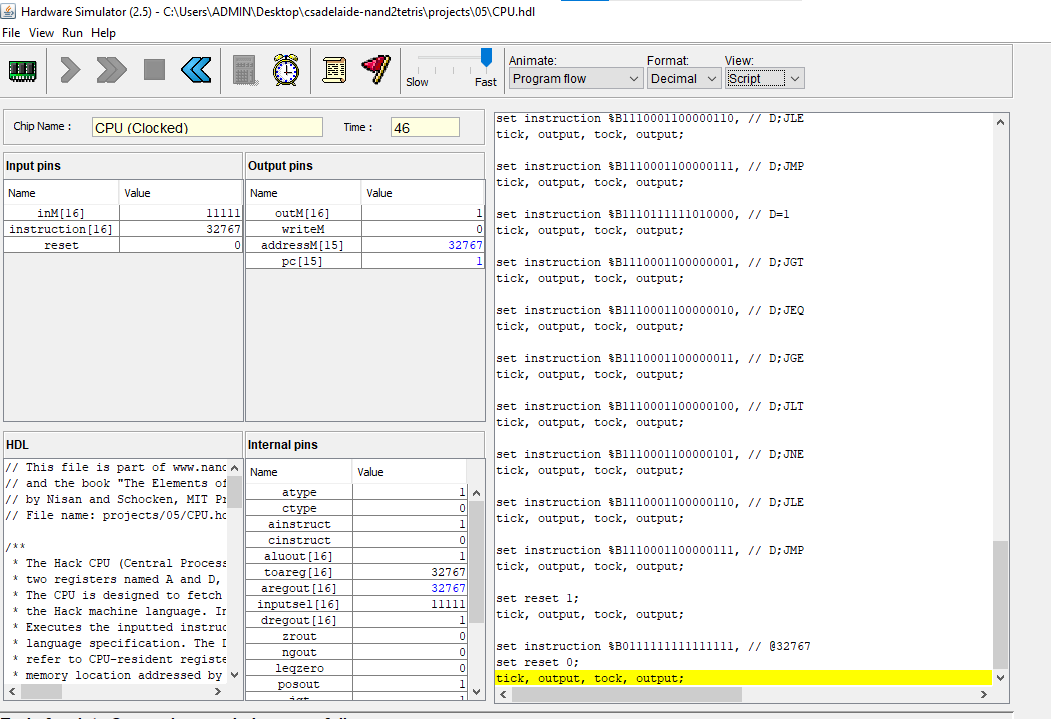 Hardware Simulator (2.5) - C:\Users\ADMIN\Desktop\csadelaide-nand2tetris\projects\05\CPU.hdl
File View Run Help
Slow Fast
Animate:
Program flow
Format:
Decimal
View:
Script
Chip Name :
CPU (Clocked)
Time :
46
Input pins
Name Value
inM[16] 11111
instruction[16] 32767
reset 0
Output pins
Name Value
outM[16] 1
writeM 0
addressM[15] 32767
pc[15] 1
HDL
// This file is part of www.nand
// and the book "The Elements of
// by Nisan and Schocken, MIT Pr
// File name: projects/05/CPU.hd
/**
* The Hack CPU (Central Process
* two registers named A and D,
* The CPU is designed to fetch
* the Hack machine language. In
* Executes the inputted instruc
* language specification. The D
* refer to CPU-resident registe
* memory location addressed by
Internal pins
Name Value
atype 1
ctype 0
ainstruct 1
cinstruct 0
aluout[16] 1
toareg[16] 32767
aregout[16] 32767
inputsel[16] 11111
dregout[16] 1
zrout 0
ngout 0
leqzero 0
posout 1
set instruction %B1110001100000110, // D;JLE
tick, output, tock, output;
set instruction %B1110001100000111, // D;JMP
tick, output, tock, output;
set instruction %B1110111111010000, // D=1
tick, output, tock, output;
set instruction %B1110001100000001, // D;JGT
tick, output, tock, output;
set instruction %B1110001100000010, // D;JEQ
tick, output, tock, output;
set instruction %B1110001100000011, // D;JGE
tick, output, tock, output;
set instruction %B1110001100000100, // D;JLT
tick, output, tock, output;
set instruction %B1110001100000101, // D;JNE
tick, output, tock, output;
set instruction %B1110001100000110, // D;JLE
tick, output, tock, output;
set instruction %B1110001100000111, // D;JMP
tick, output, tock, output;
set reset 1;
tick, output, tock, output;
set instruction %B0111111111111111, // @32767
set reset 0;
tick, output, tock, output;